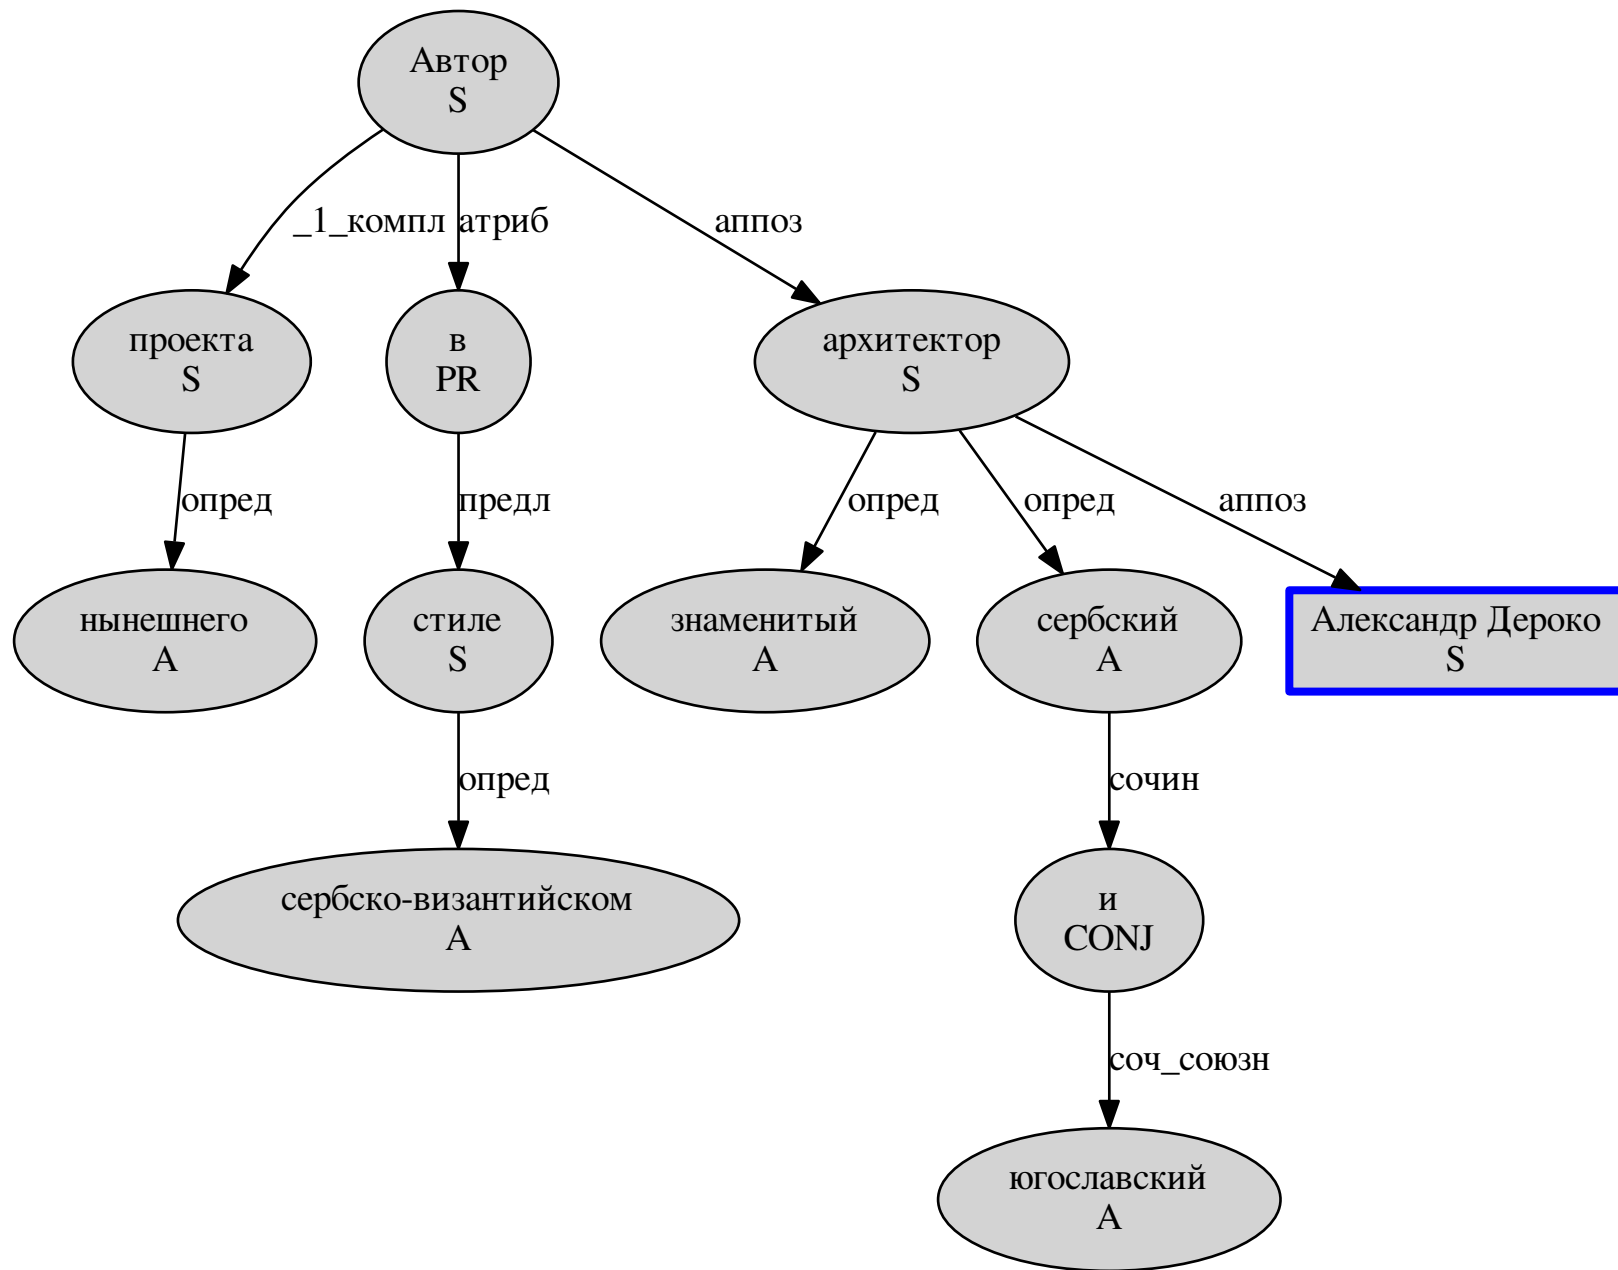 Автор
S
_1_компл
атриб
аппоз
проекта
S
в
PR
архитектор
S
опред
предл
опред
опред
аппоз
нынешнего
A
стиле
S
знаменитый
A
сербский
A
Александр Дероко
S
опред
сочин
сербско-византийском
A
и
CONJ
соч_союзн
югославский
A